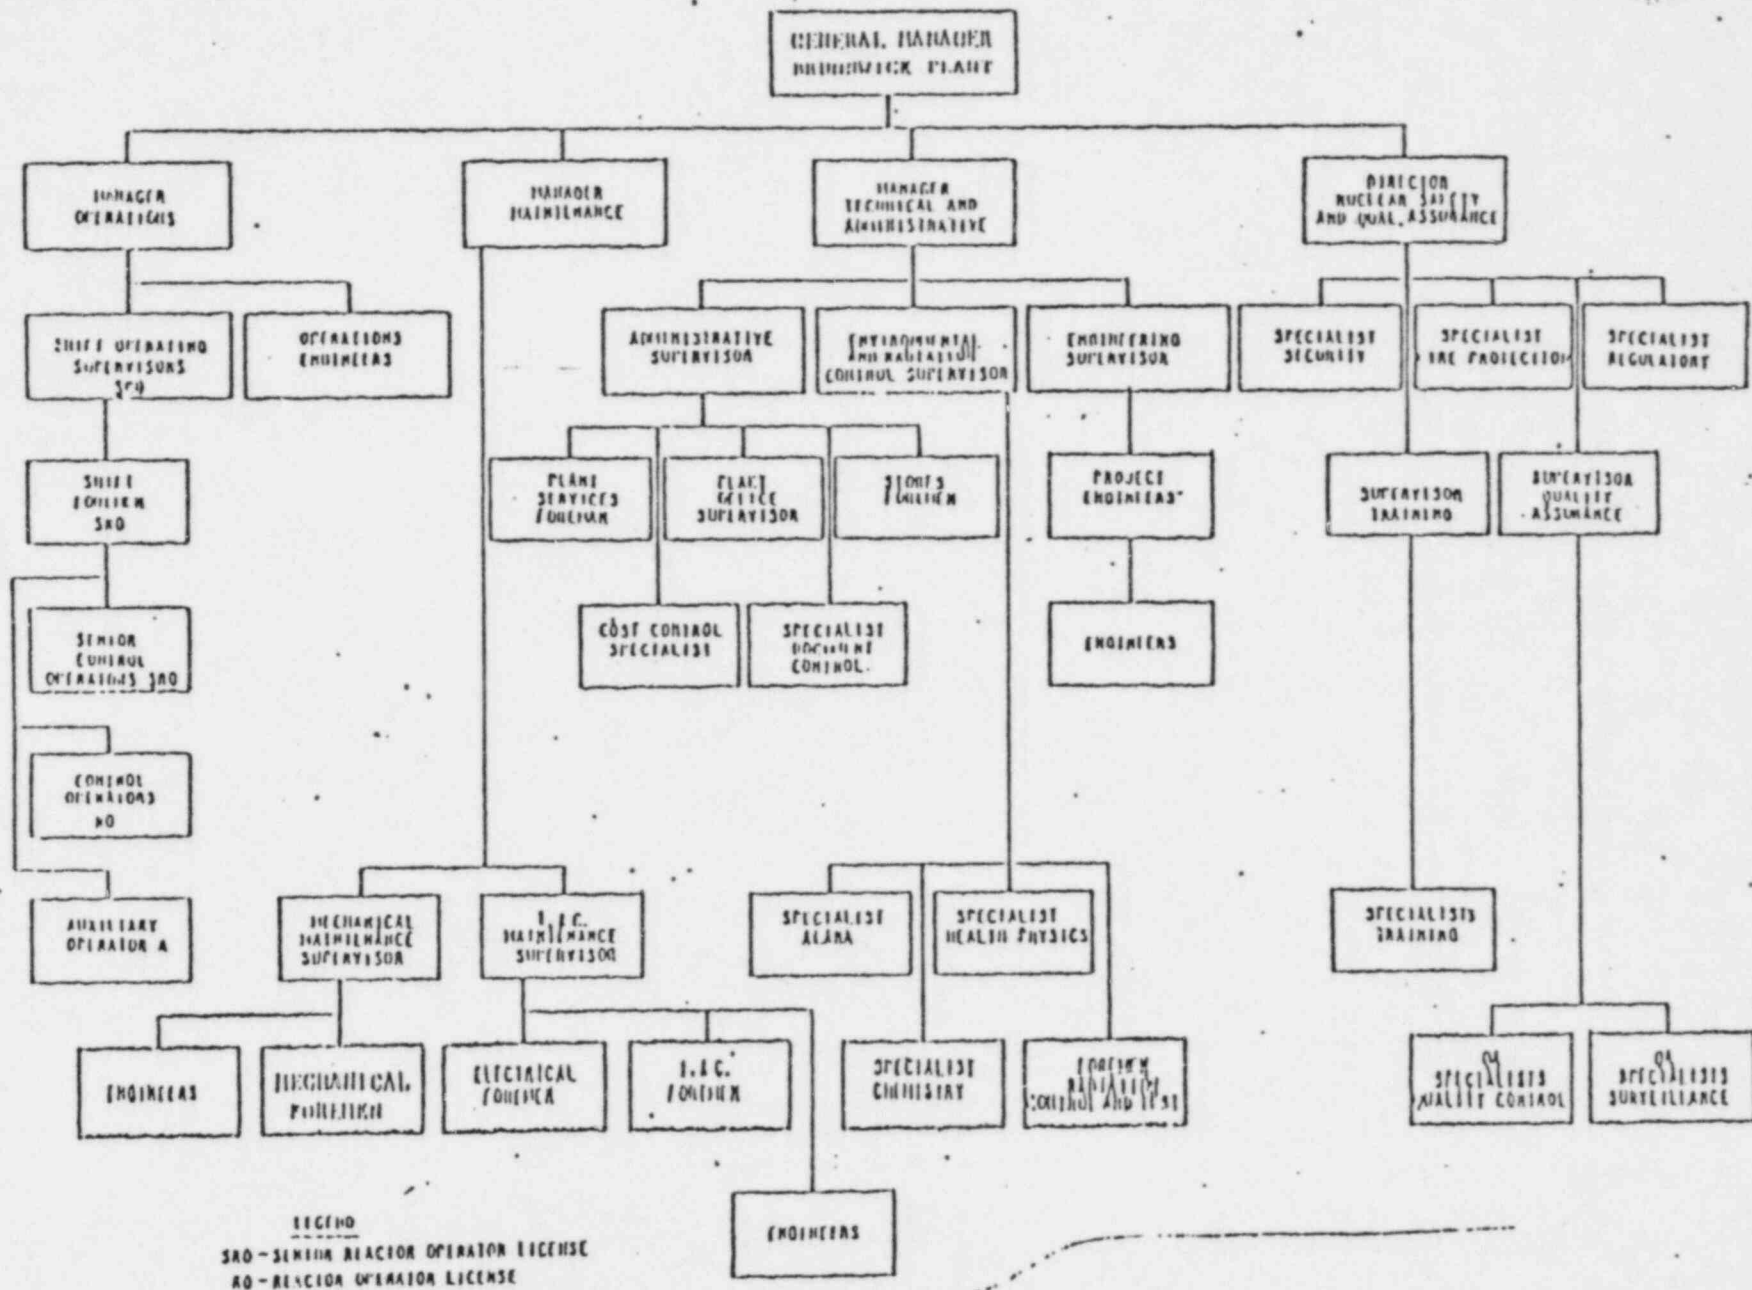 GENERAL MANAGER
BRUNSWICK PLANT
MANAGER
OPERATIONS
MANAGER
MAINTENANCE
MANAGER
TECHNICAL AND
ADMINISTRATIVE
DIRECTOR
NUCLEAR SAFETY
AND QUAL. ASSURANCE
SHIFT OPERATING
SUPERVISORS
SRO
OPERATIONS
ENGINEERS
ADMINISTRATIVE
SUPERVISOR
ENVIRONMENTAL
AND RADIATION
CONTROL SUPERVISOR
ENGINEERING
SUPERVISOR
SPECIALIST
SECURITY
SPECIALIST
FIRE PROTECTION
SPECIALIST
REGULATORY
SHIFT
FOREMEN
SRO
PLANT
SERVICES
FOREMAN
PLANT
OFFICE
SUPERVISOR
STORES
FOREMEN
PROJECT
ENGINEERS
SUPERVISOR
TRAINING
SUPERVISOR
QUALITY
ASSURANCE
SENIOR
CONTROL
OPERATORS SRO
COST CONTROL
SPECIALIST
SPECIALIST
DOCUMENT
CONTROL
ENGINEERS
CONTROL
OPERATORS
RO
AUXILIARY
OPERATOR A
MECHANICAL
MAINTENANCE
SUPERVISOR
I.&C.
MAINTENANCE
SUPERVISOR
SPECIALIST
ALARA
SPECIALIST
HEALTH PHYSICS
SPECIALISTS
TRAINING
ENGINEERS
MECHANICAL
FOREMEN
ELECTRICAL
FOREMEN
I.&C.
FOREMEN
SPECIALIST
CHEMISTRY
FOREMEN
RADIATION
CONTROL AND TEST
QA
SPECIALISTS
QUALITY CONTROL
QA
SPECIALISTS
SURVEILLANCE
ENGINEERS
LEGEND
SRO - SENIOR REACTOR OPERATOR LICENSE
RO - REACTOR OPERATOR LICENSE